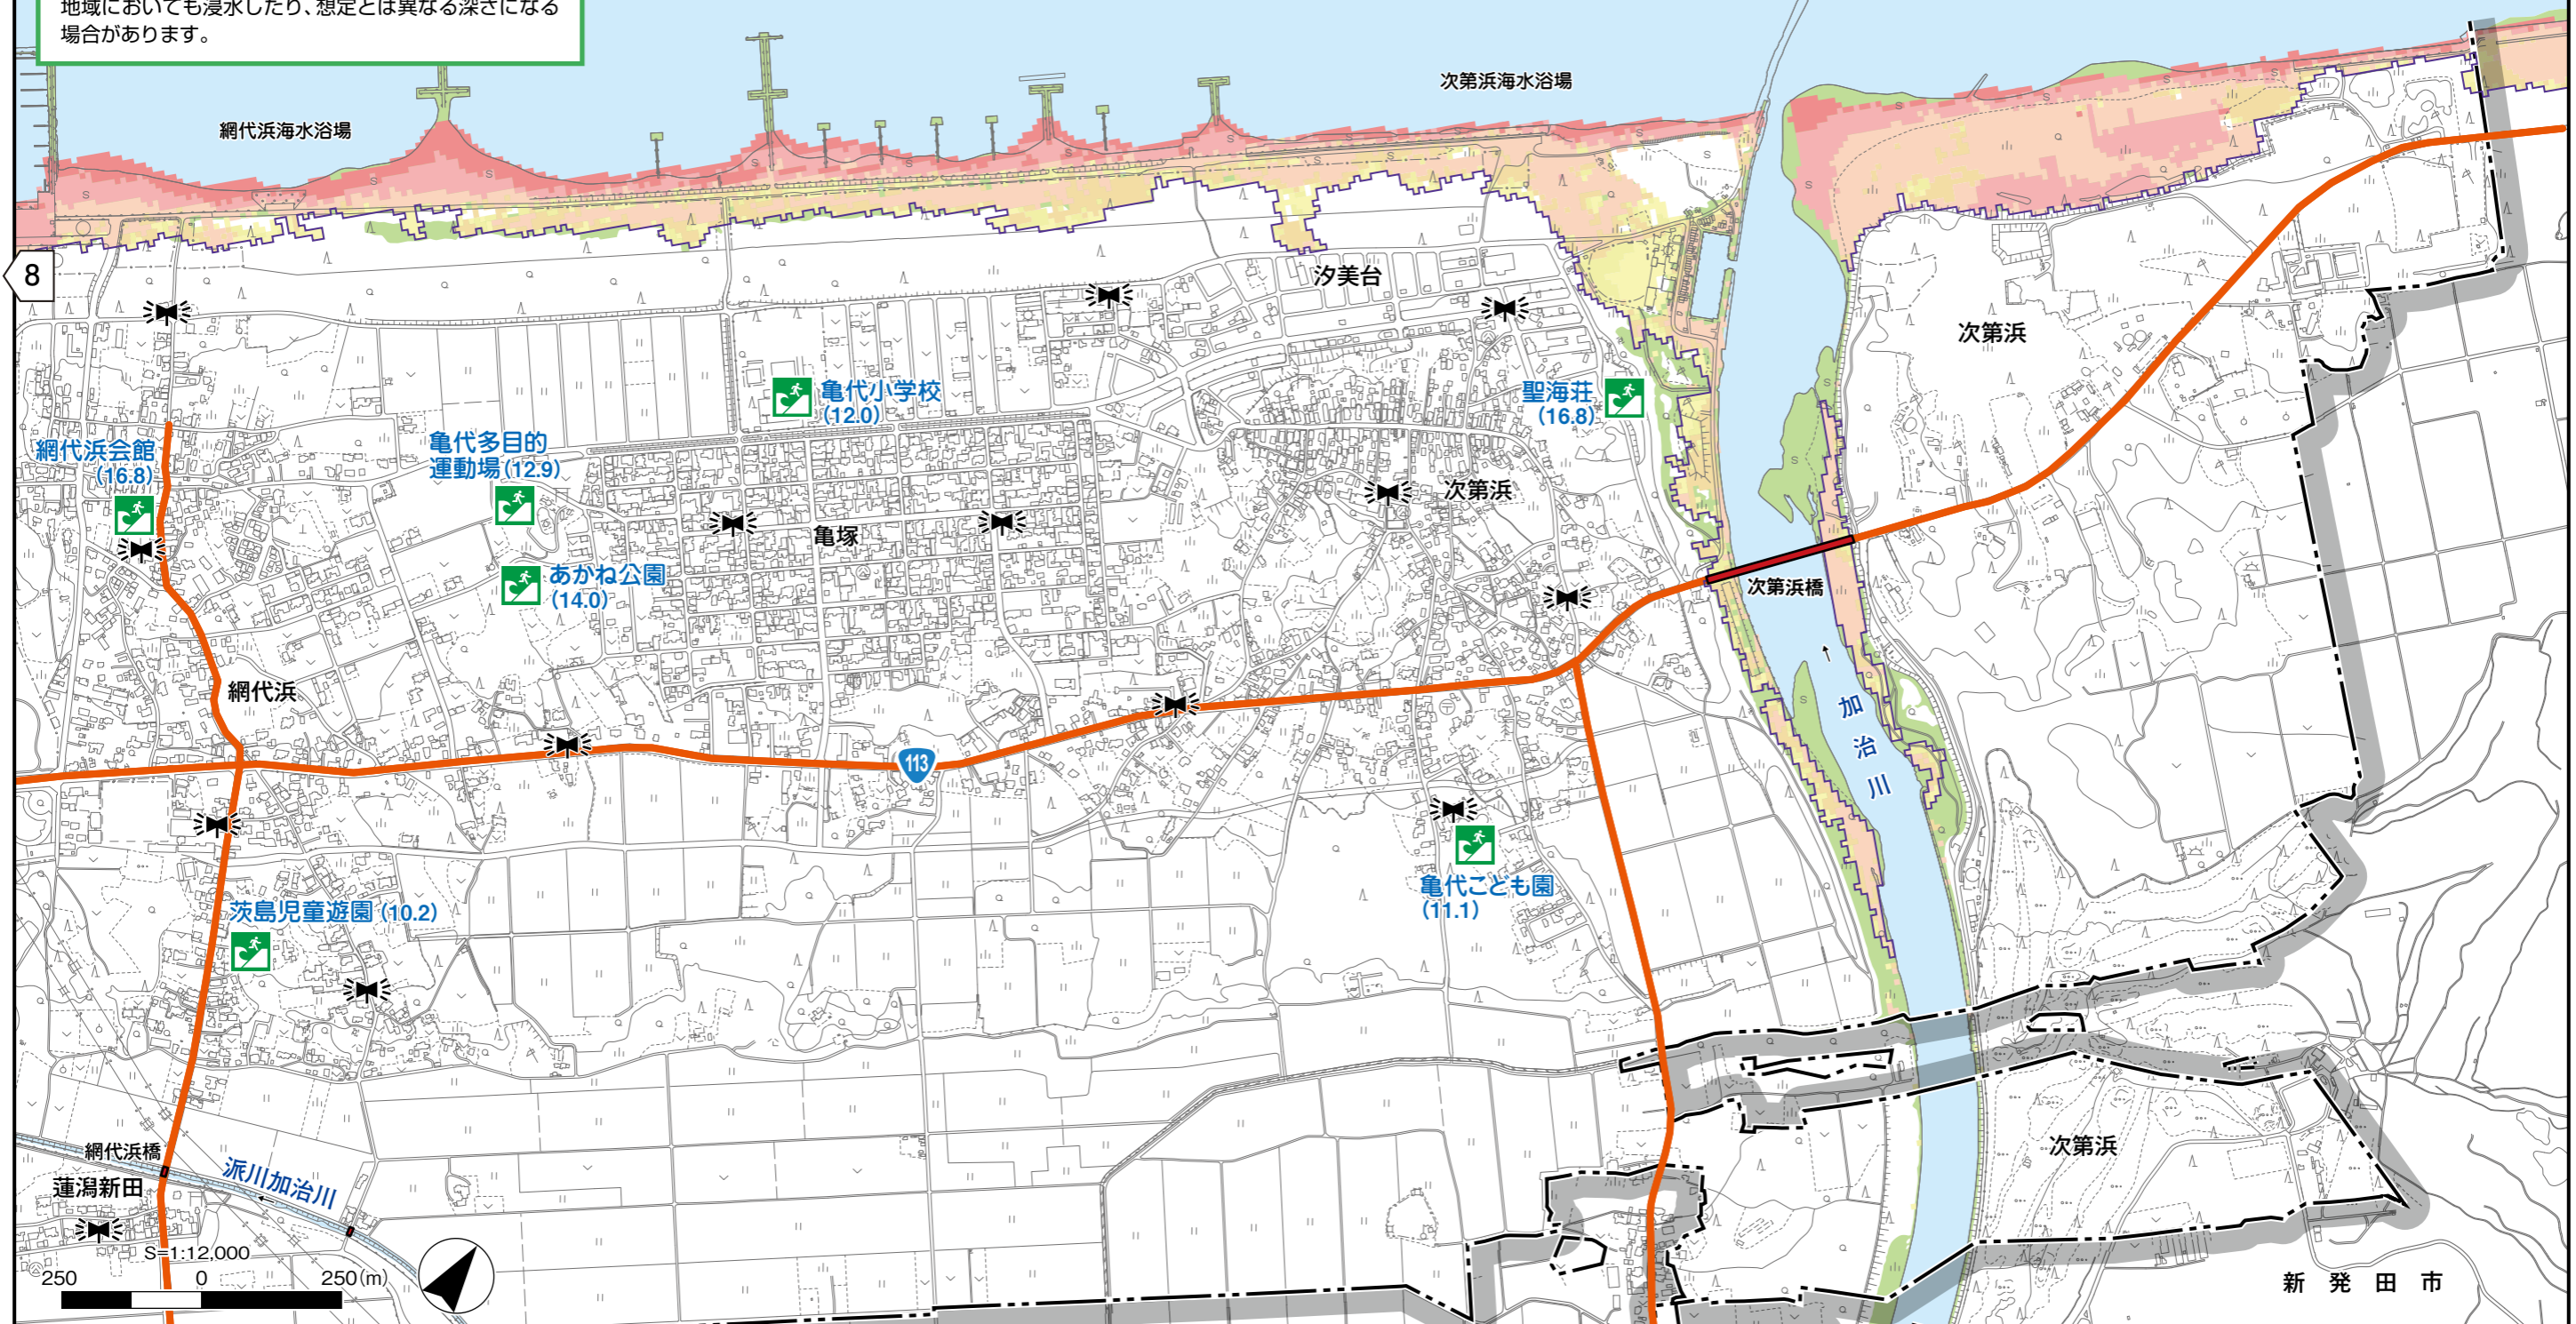 地域においても浸水したり、想定とは異なる深さになる
場合があります。
次第浜海水浴場
網代浜海水浴場
8
汐美台
次第浜
亀代小学校
(12.0)
聖海荘
(16.8)
網代浜会館
(16.8)
亀代多目的
運動場(12.9)
次第浜
亀塚
あかね公園
(14.0)
次第浜橋
網代浜
加治川
113
亀代こども園
(11.1)
茨島児童遊園(10.2)
網代浜橋
派川加治川
蓮潟新田
次第浜
S=1:12,000
250 0 250(m)
新発田市